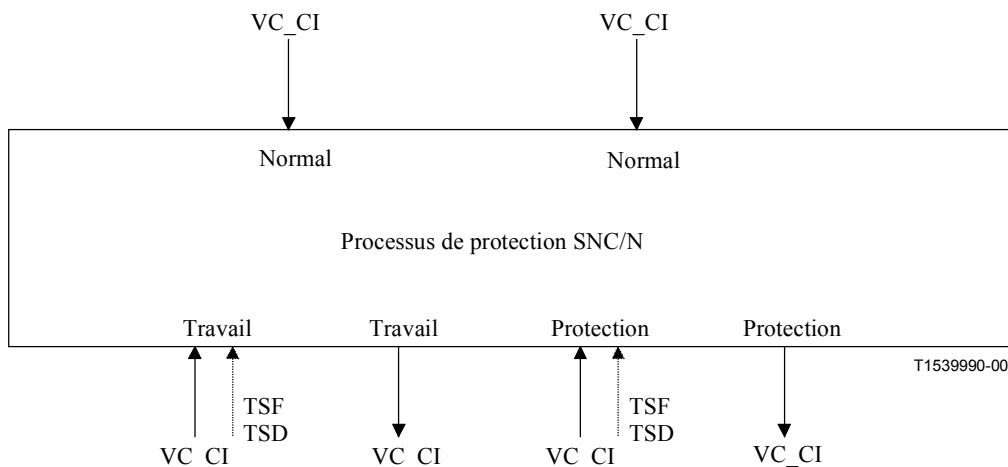 VC_CI VC_CI
Normal Normal
Processus de protection SNC/N
Travail Travail Protection Protection
T1539990-00
TSF TSF
TSD TSD
VC_CI VC_CI VC_CI VC_CI